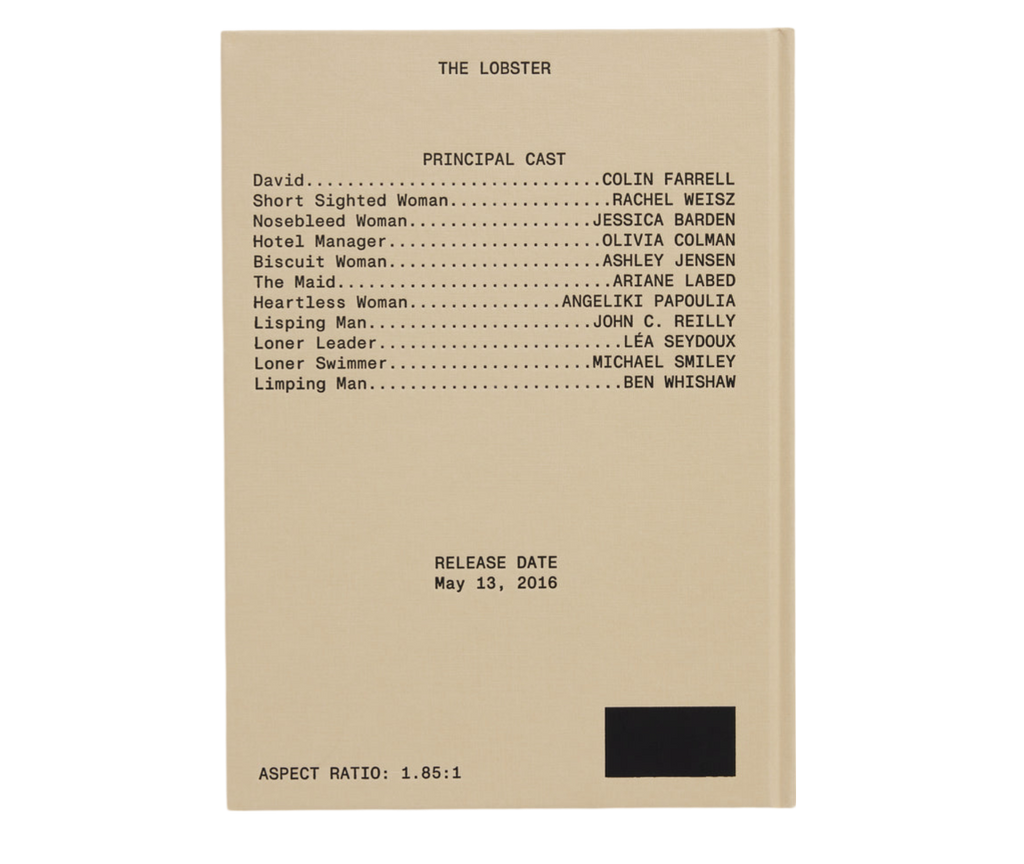 THE LOBSTER
PRINCIPAL CAST
David.............................COLIN FARRELL
Short Sighted Woman................RACHEL WEISZ
Nosebleed Woman..................JESSICA BARDEN
Hotel Manager.....................OLIVIA COLMAN
Biscuit Woman.....................ASHLEY JENSEN
The Maid...........................ARIANE LABED
Heartless Woman...............ANGELIKI PAPOULIA
Lisping Man......................JOHN C. REILLY
Loner Leader........................LÉA SEYDOUX
Loner Swimmer....................MICHAEL SMILEY
Limping Man.........................BEN WHISHAW
RELEASE DATE
May 13, 2016
ASPECT RATIO: 1.85:1